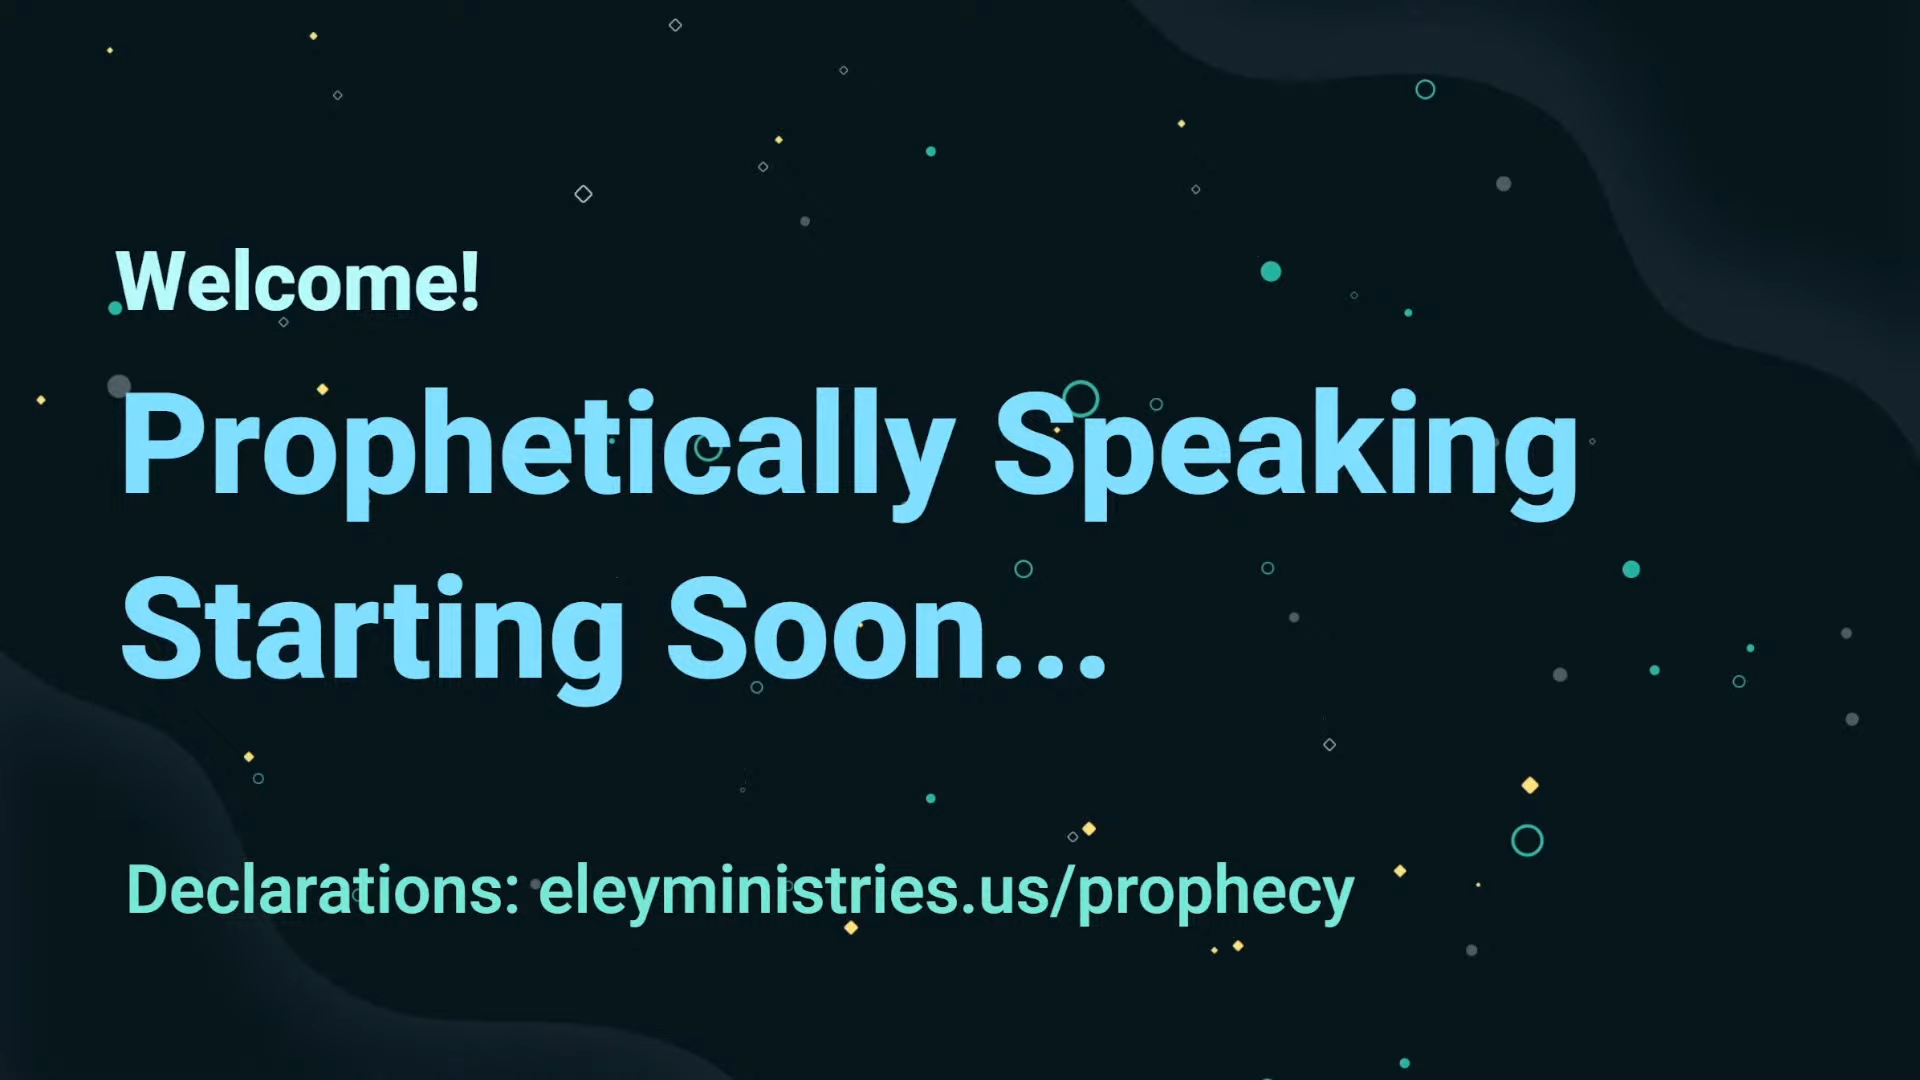 Welcome!
Prophetically Speaking
Starting Soon...
Declarations: eleyministries.us/prophecy